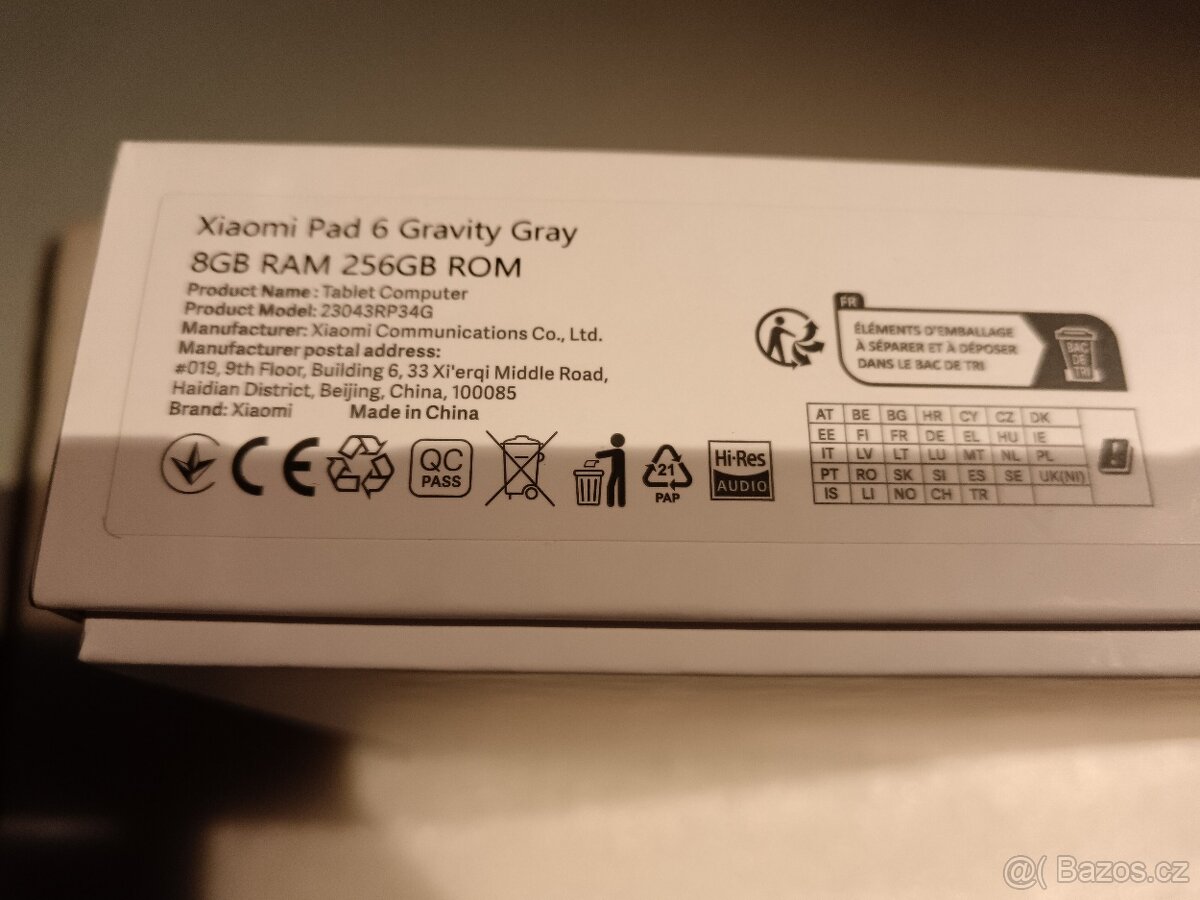 Xiaomi Pad 6 Gravity Gray
8GB RAM 256GB ROM
Product Name : Tablet Computer
Product Model: 23043RP34G
Manufacturer: Xiaomi Communications Co., Ltd.
Manufacturer postal address:
#019, 9th Floor, Building 6, 33 Xi'erqi Middle Road,
Haidian District, Beijing, China, 100085
Brand: Xiaomi Made in China
CE
QC
PASS
21
PAP
Hi-Res
AUDIO
FR
ÉLÉMENTS D'EMBALLAGE
À SÉPARER ET À DÉPOSER
DANS LE BAC DE TRI
BAC
DE
TRI
AT BE BG HR CY CZ DK
EE FI FR DE EL HU IE
IT LV LT LU MT NL PL
PT RO SK SI ES SE UK(NI)
IS LI NO CH TR
@( Bazos.cz